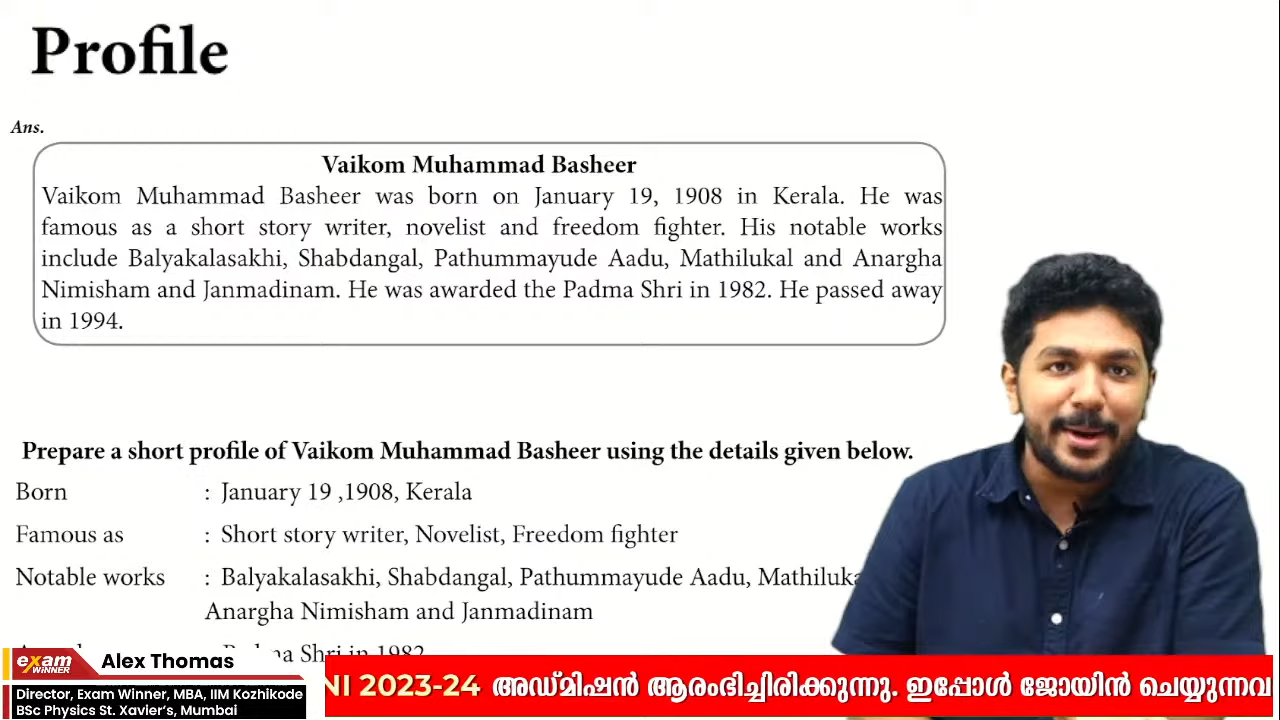 Profile
Ans.
Vaikom Muhammad Basheer
Vaikom Muhammad Basheer was born on January 19, 1908 in Kerala. He was
famous as a short story writer, novelist and freedom fighter. His notable works
include Balyakalasakhi, Shabdangal, Pathummayude Aadu, Mathilukal and Anargha
Nimisham and Janmadinam. He was awarded the Padma Shri in 1982. He passed away
in 1994.
Prepare a short profile of Vaikom Muhammad Basheer using the details given below.
Born : January 19 ,1908, Kerala
Famous as : Short story writer, Novelist, Freedom fighter
Notable works : Balyakalasakhi, Shabdangal, Pathummayude Aadu,
Anargha Nimisham and Janmadinam
Shri in 1982
exam WINNER
Alex Thomas
Director, Exam Winner, MBA, IIM Kozhikode
BSc Physics St. Xavier's, Mumbai
NI 2023-24 അഡ്മിഷൻ ആരംഭിച്ചിരിക്കുന്നു. ഇപ്പോൾ ജോയിൻ ചെയ്യുന്നവ